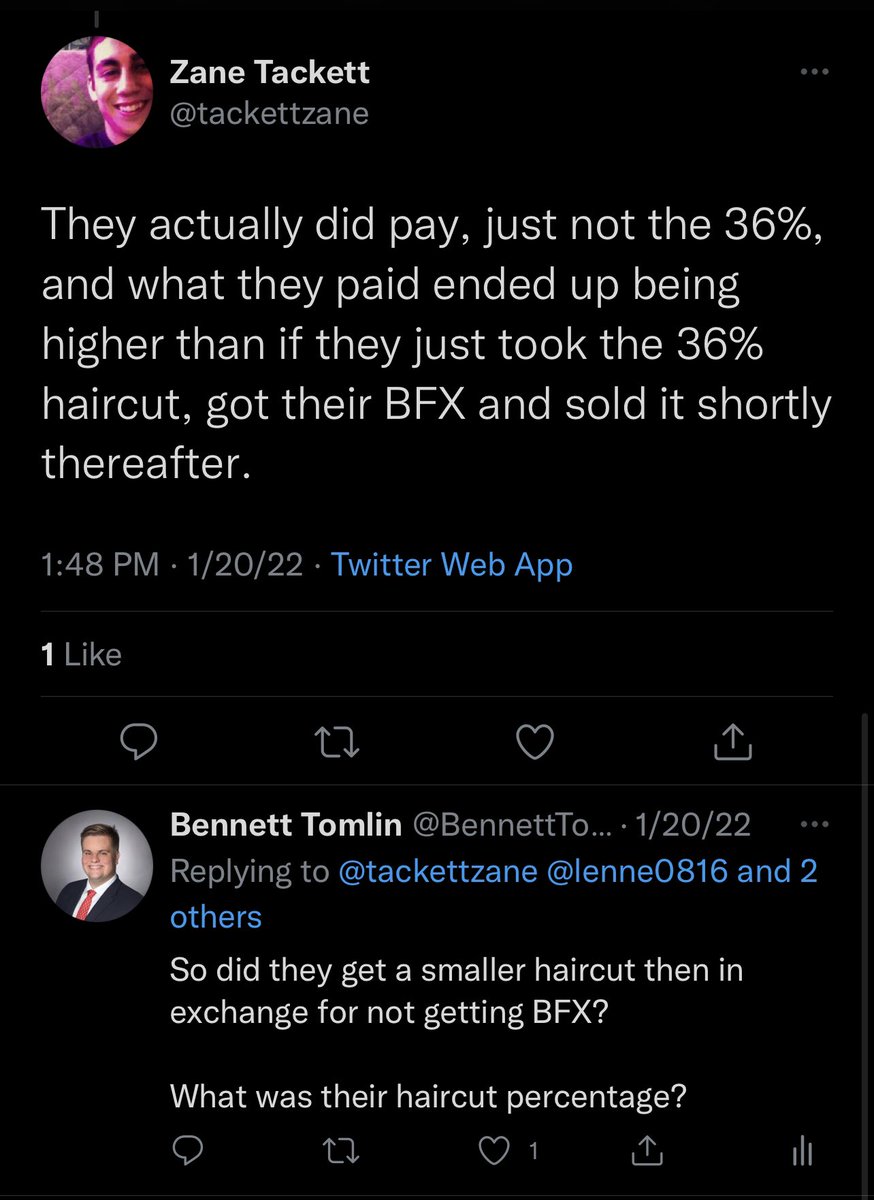 Zane Tackett
@tackettzane
They actually did pay, just not the 36%,
and what they paid ended up being
higher than if they just took the 36%
haircut, got their BFX and sold it shortly
thereafter.
1:48 PM · 1/20/22 · Twitter Web App
1 Like
Bennett Tomlin @BennettTo... · 1/20/22
Replying to @tackettzane @lenne0816 and 2
others
So did they get a smaller haircut then in
exchange for not getting BFX?
What was their haircut percentage?
1